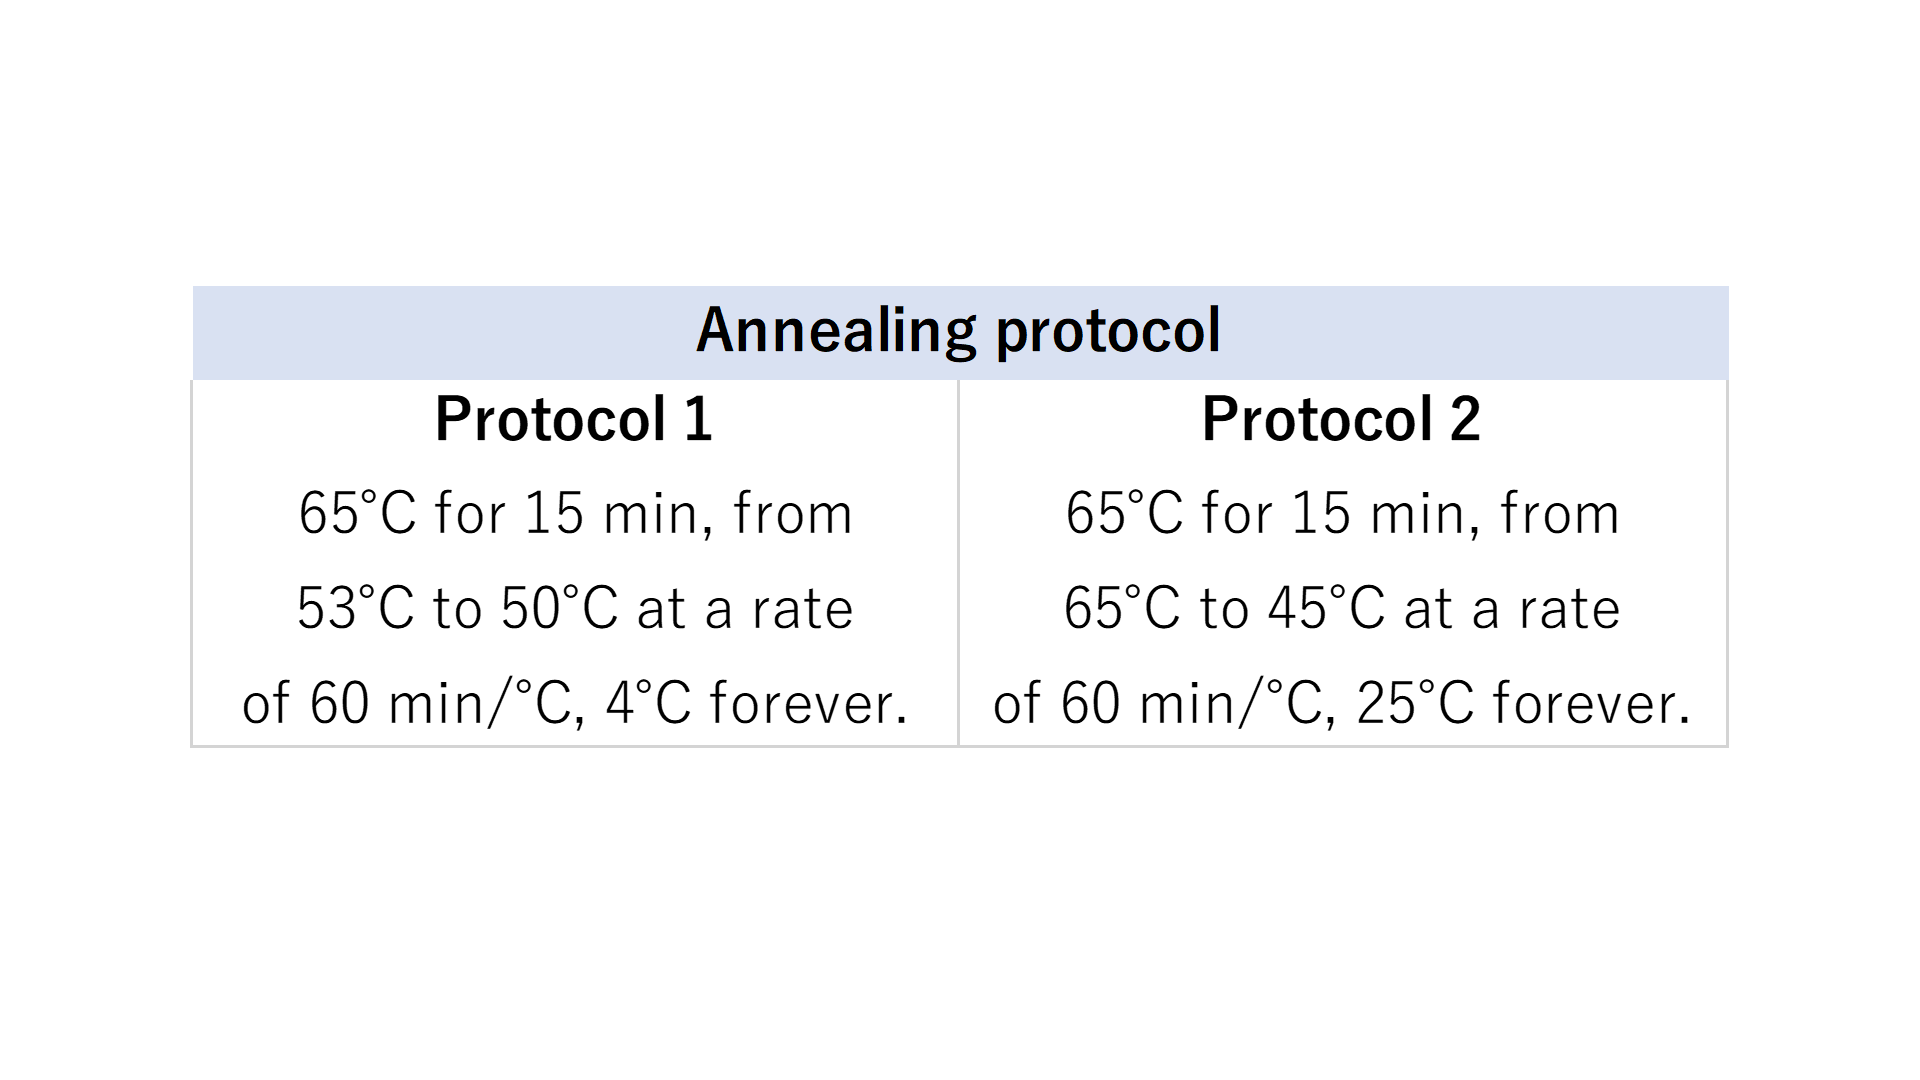 Annealing protocol
Protocol 1
65°C for 15 min, from
53°C to 50°C at a rate
of 60 min/°C, 4°C forever.
Protocol 2
65°C for 15 min, from
65°C to 45°C at a rate
of 60 min/°C, 25°C forever.